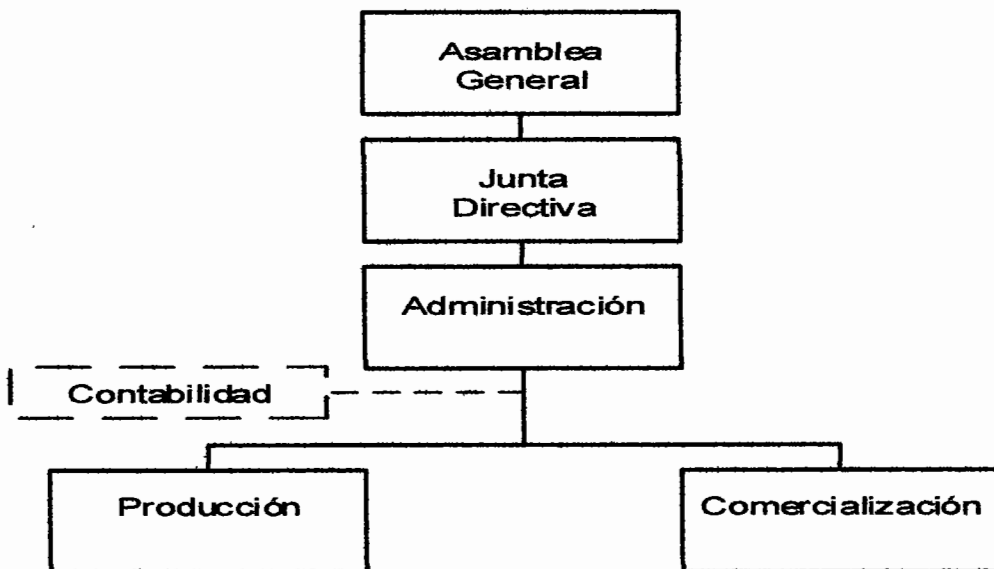 Asamblea
General
Junta
Directiva
Administración
Contabilidad
Producción
Comercialización